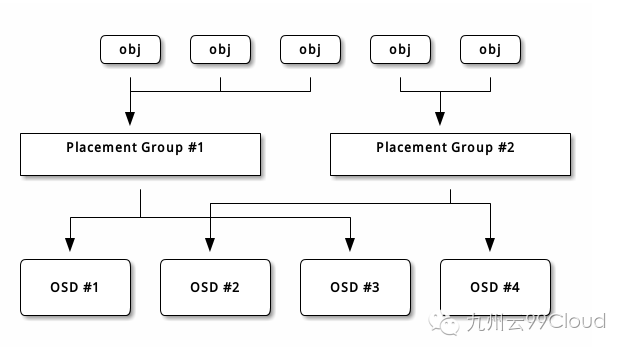 obj obj obj obj obj
Placement Group #1 Placement Group #2
OSD #1 OSD #2 OSD #3 OSD #4
九州云99Cloud